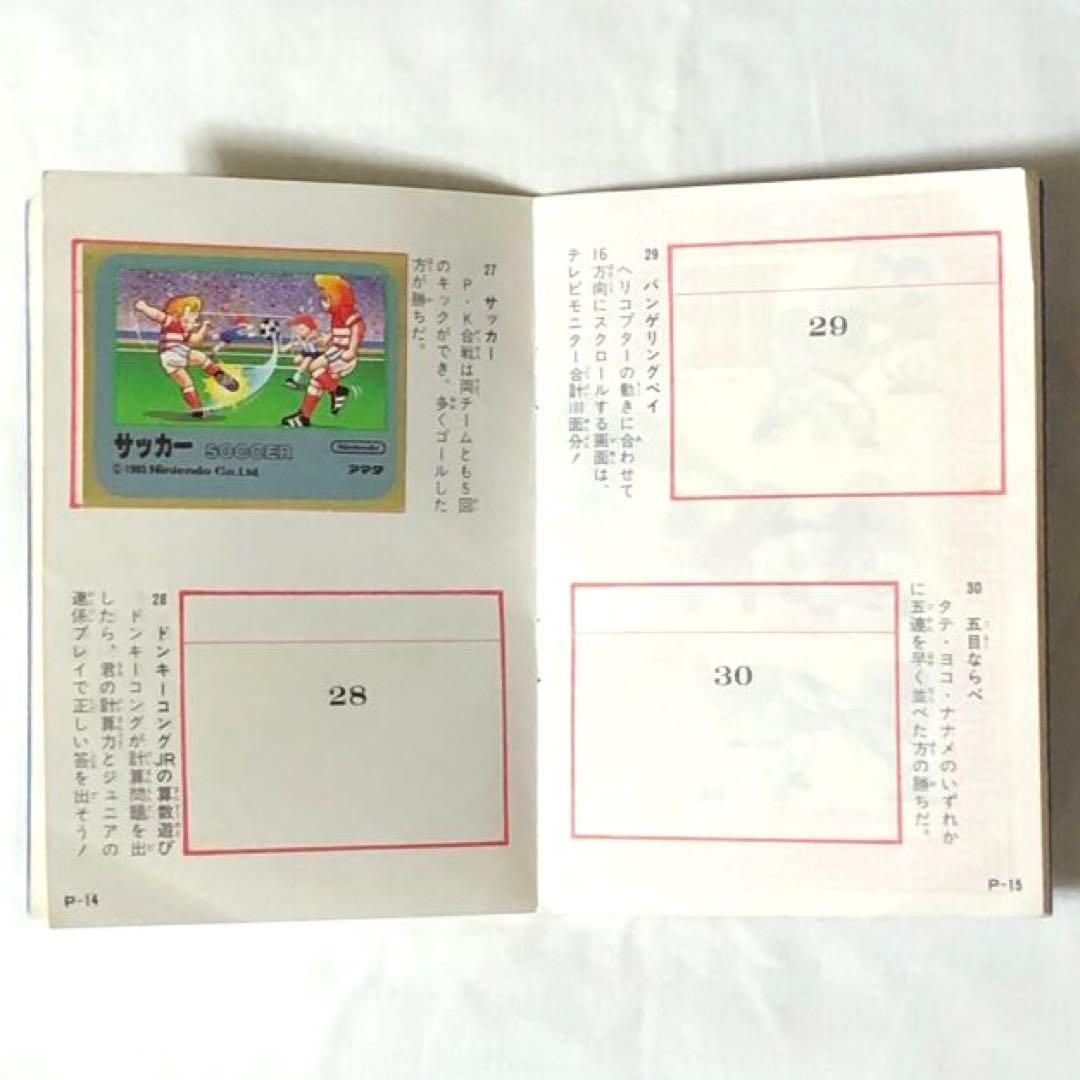 サッカー SOCCER
Nintendo
© 1985 Nintendo Co.,Ltd.
アマダ
27 サッカー
P・K合戦は両チームとも5回
のキックができ、多くゴールした
方が勝ちだ。
28 ドンキーコングJRの算数遊び
ドンキーコングが計算問題を出
したら、君の計算力とジュニアの
連係プレイで正しい答を出そう!
28
P-14
29 バンゲリングベイ
ヘリコプターの動きに合わせて
16方向にスクロールする画面は、
テレビモニター合計100面分!
29
30 五目ならべ
タテ・ヨコ・ナナメのいずれか
に五連を早く並べた方の勝ちだ。
30
P-15